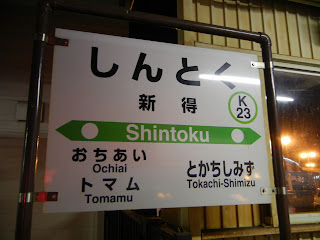 しんとく
新得
K
23
Shintoku
おちあい
Ochiai
トマム
Tomamu
とかちしみず
Tokachi-Shimizu